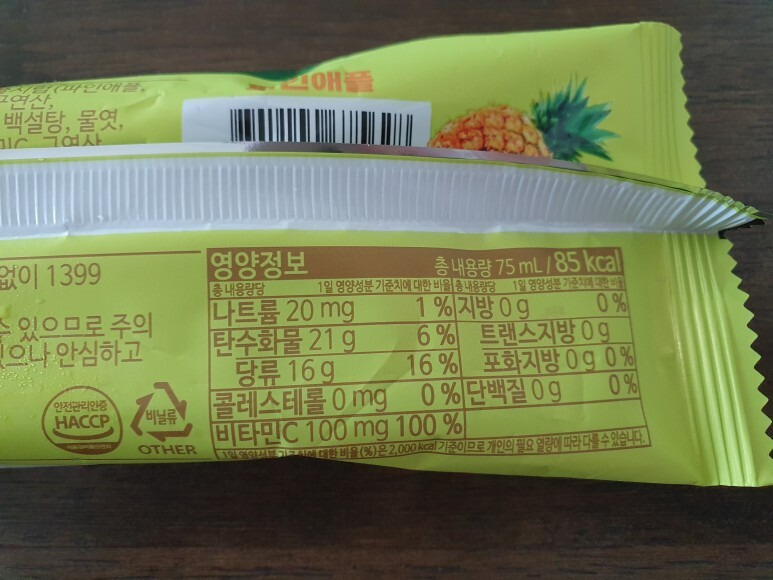 파인애플
(파인애플,
구연산,
백설탕, 물엿,
없이 1399
수 있으므로 주의
있으나 안심하고
안전관리인증
HACCP
비닐류
OTHER
영양정보 총 내용량 75 mL / 85 kcal
총 내용량당 1일 영양성분 기준치에 대한 비율 총 내용량당 1일 영양성분 기준치에 대한 비율
나트륨 20 mg 1 % 지방 0 g 0 %
탄수화물 21 g 6 % 트랜스지방 0 g
당류 16 g 16 % 포화지방 0 g 0 %
콜레스테롤 0 mg 0 % 단백질 0 g 0 %
비타민C 100 mg 100 %
1일 영양성분 기준치에 대한 비율(%)은 2,000 kcal 기준이므로 개인의 필요 열량에 따라 다를 수 있습니다.